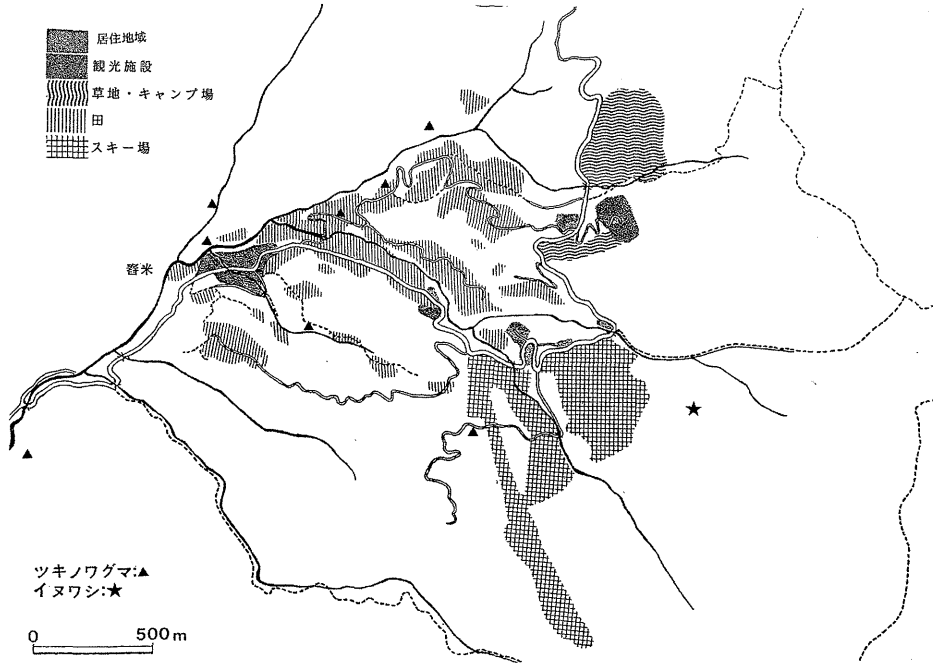 居住地域
観光施設
草地・キャンプ場
田
スキー場
舂米
ツキノワグマ:▲
イヌワシ:★
0 500m